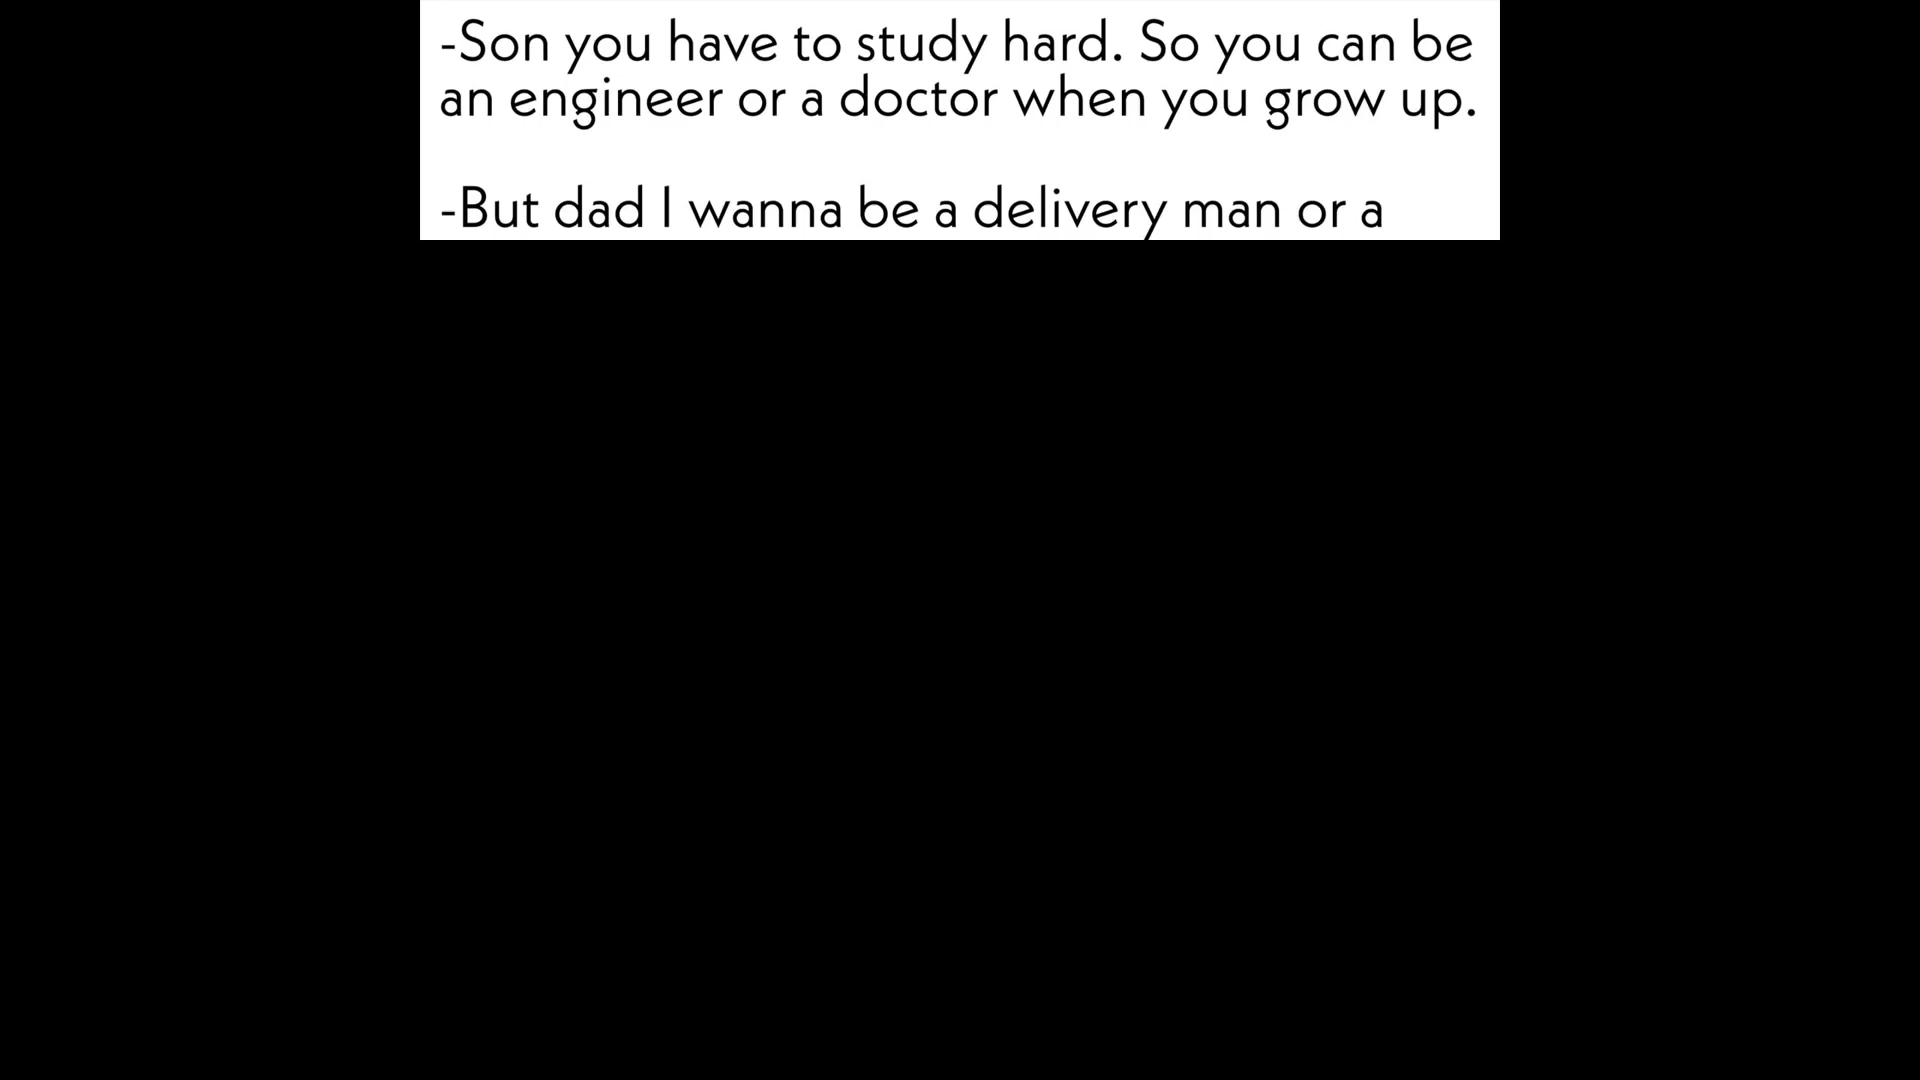 -Son you have to study hard. So you can be
an engineer or a doctor when you grow up.
-But dad I wanna be a delivery man or a